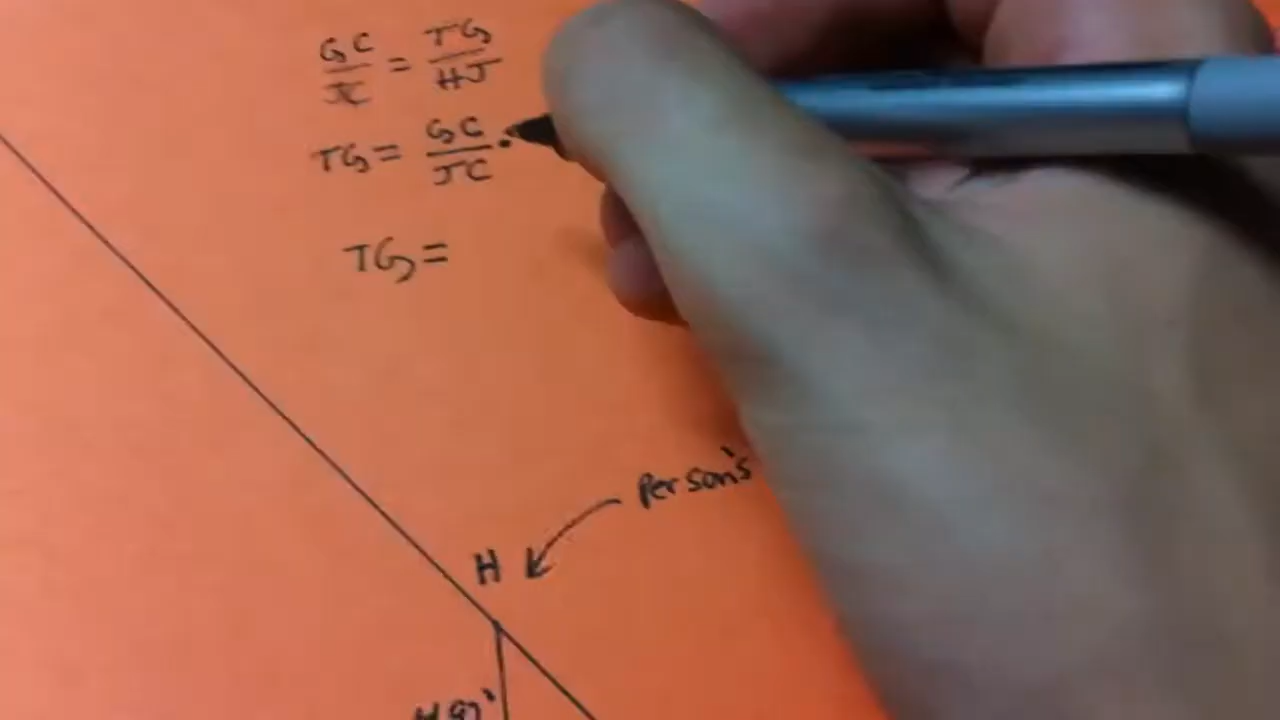 GC/JC = TG/HJ
TG = GC/JC ·
TG =
Person's
H